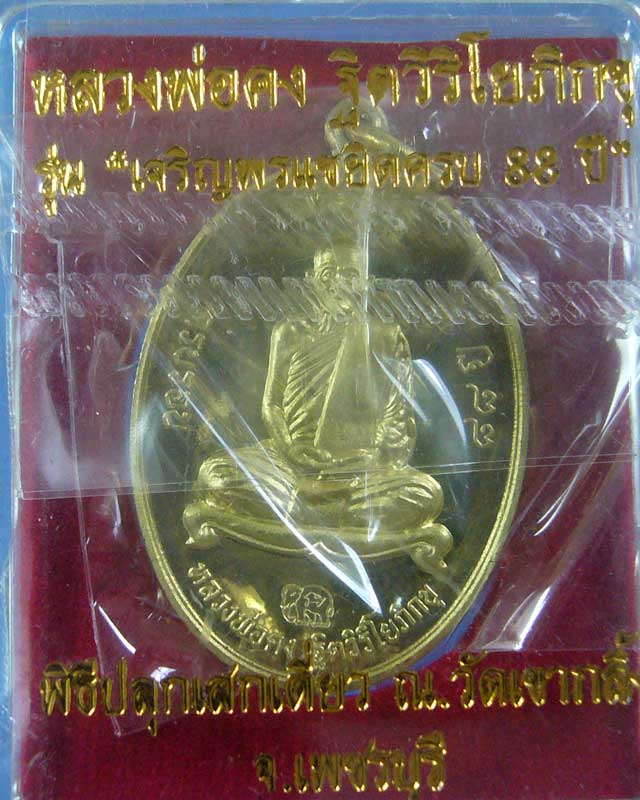 หลวงพ่อคง ฐิตวิริโยภิกขุ
รุ่น “เจริญพรแซยิดครบ 88 ปี”
๘๘ ปี
หลวงพ่อคง ฐิตวิริโยภิกขุ
พิธีปลุกเสกเดี่ยว ณ.วัดเขากลิ้ง
จ.เพชรบุรี